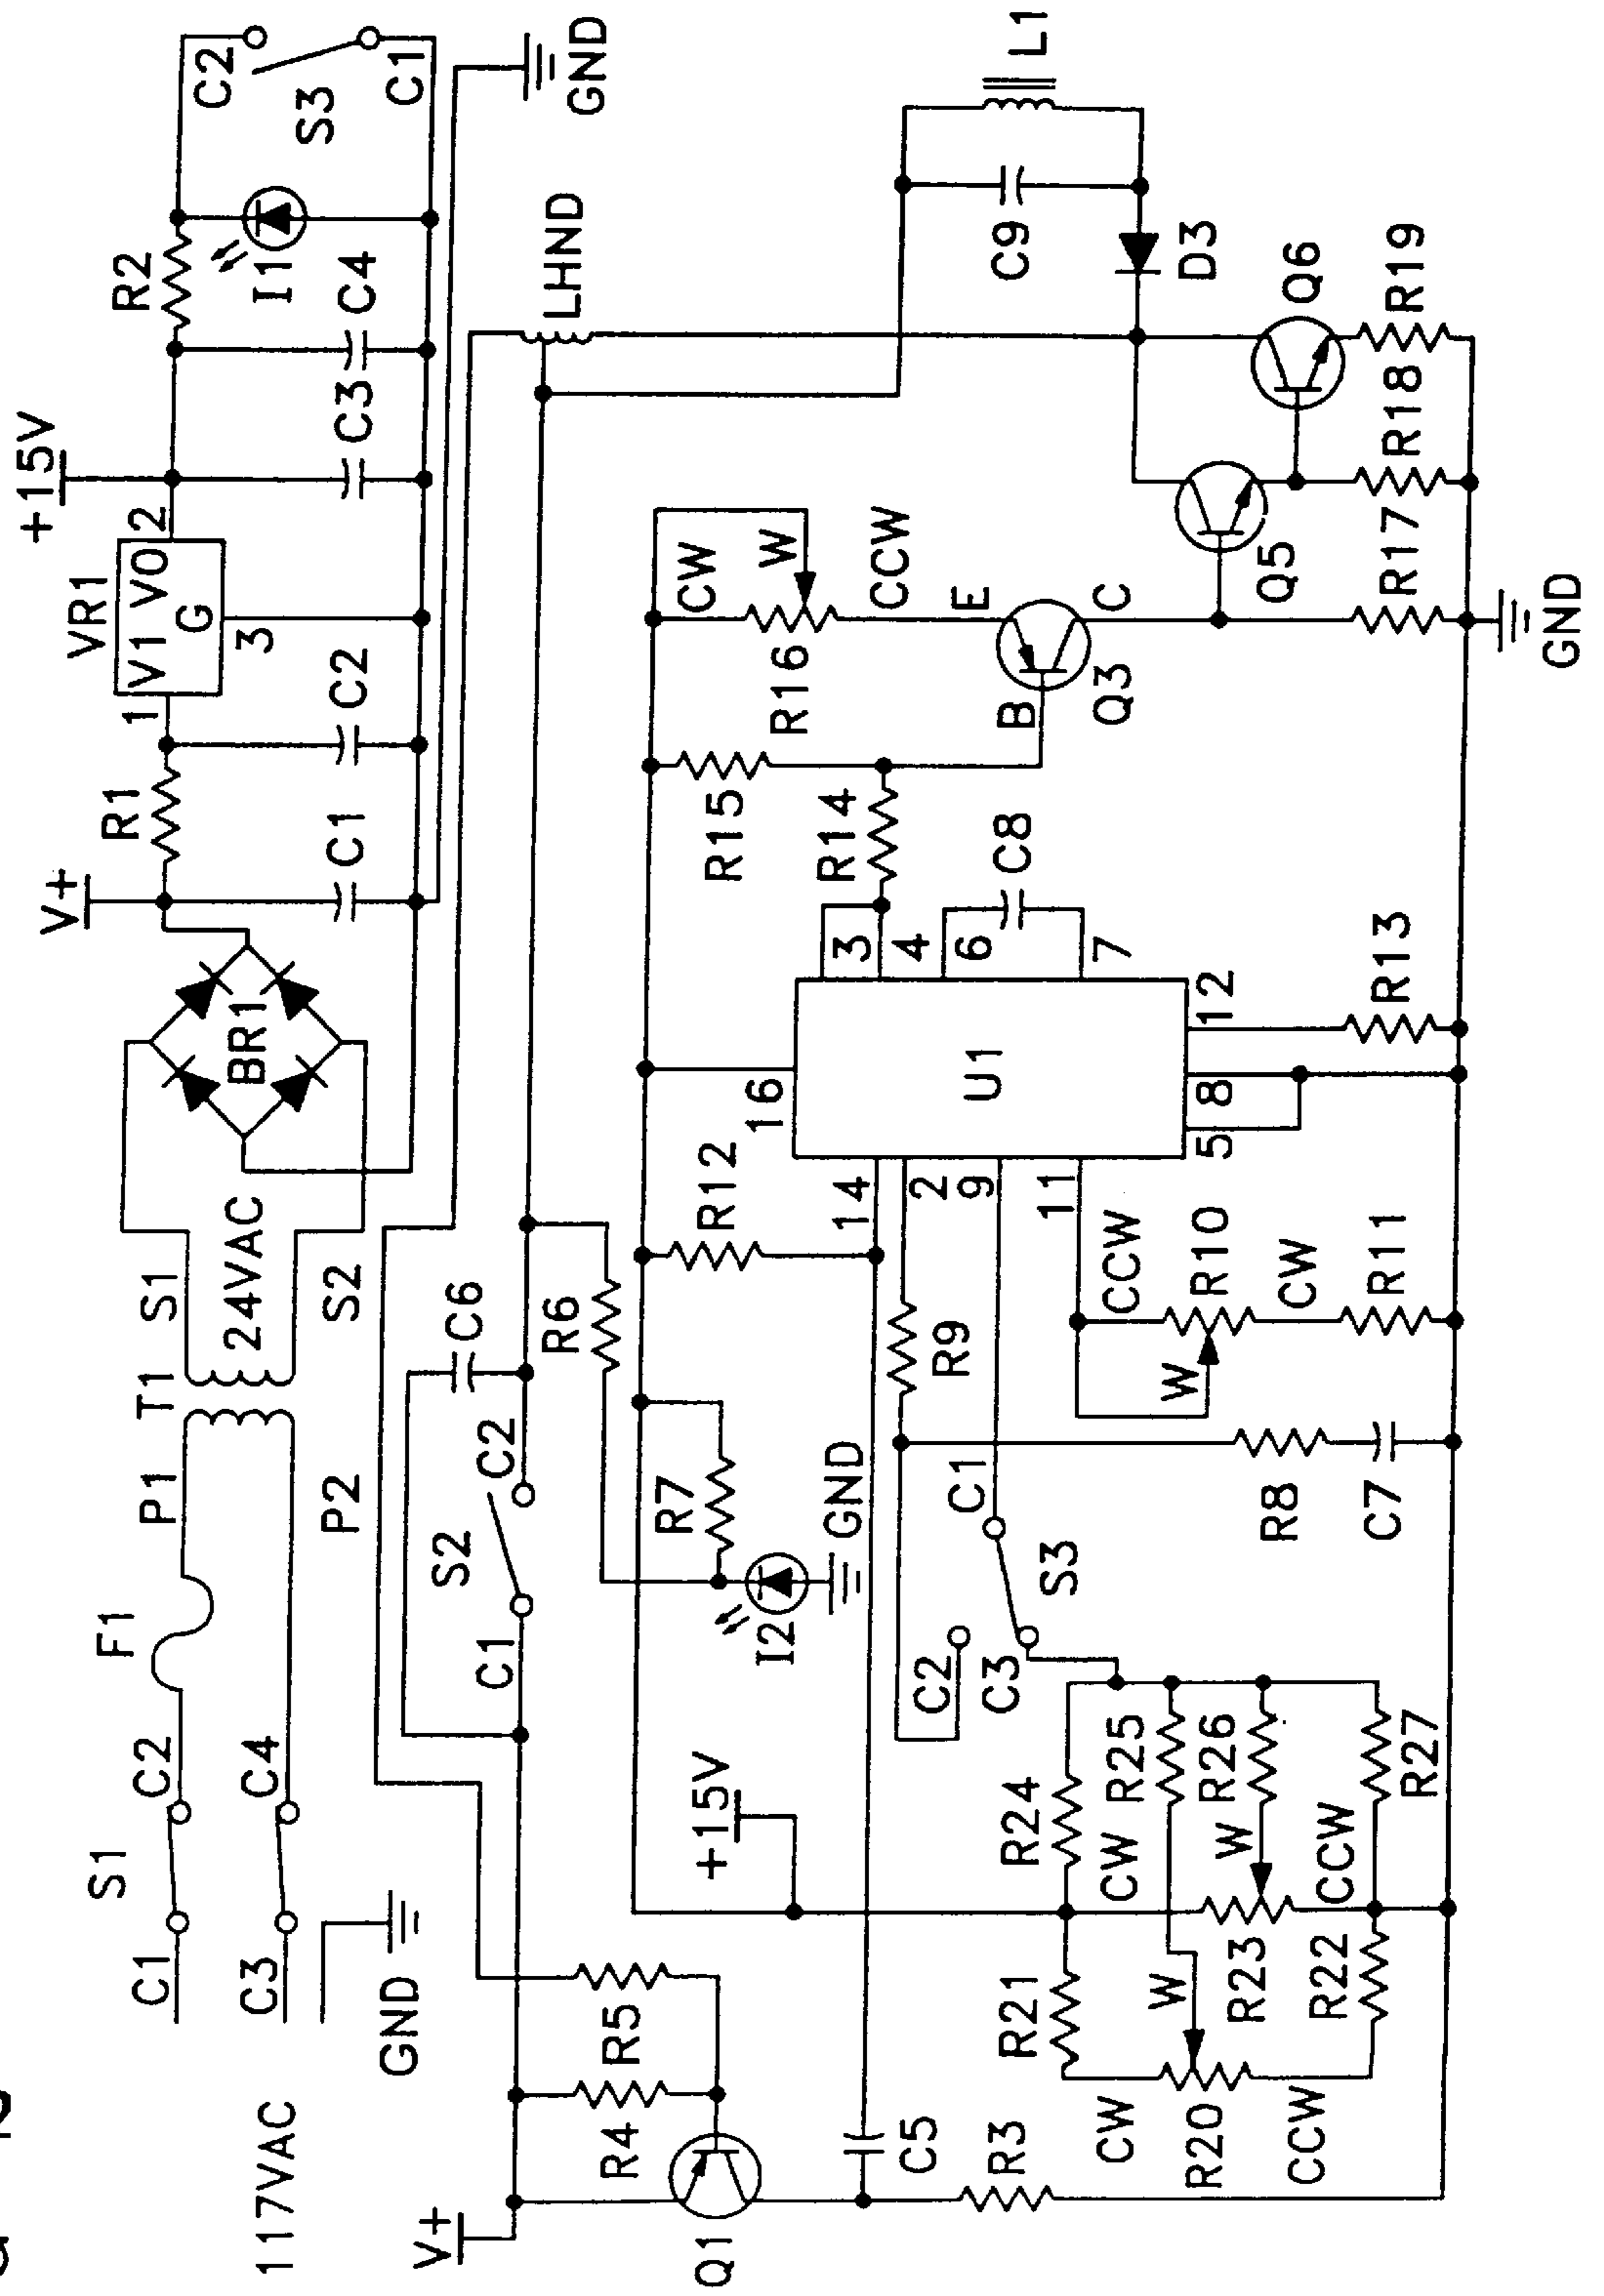 117VAC
C1
S1
C2
F1
P1
T1
S1
24VAC
S2
P2
C3
C4
GND
BR1
V+
R1
C1
C2
VR1
V1 VO
G
1
2
3
+15V
C3
C4
R2
I1
C2
S3
C1
GND
V+
Q1
R4
R5
C1
S2
C2
C6
R6
LHND
R7
I2
GND
+15V
C5
R3
R12
R15
R16
CW
W
CCW
R14
E
B
C
Q3
U1
16
14
2
9
11
3
4
6
7
5
8
12
C8
R9
C2
C3
C1
S3
CCW
R10
W
CW
R11
R8
C7
R13
R24
R25
R26
R27
CW
W
CCW
R23
R21
R22
W
CW
R20
CCW
Q5
Q6
R17
R18
R19
D3
C9
L1
GND